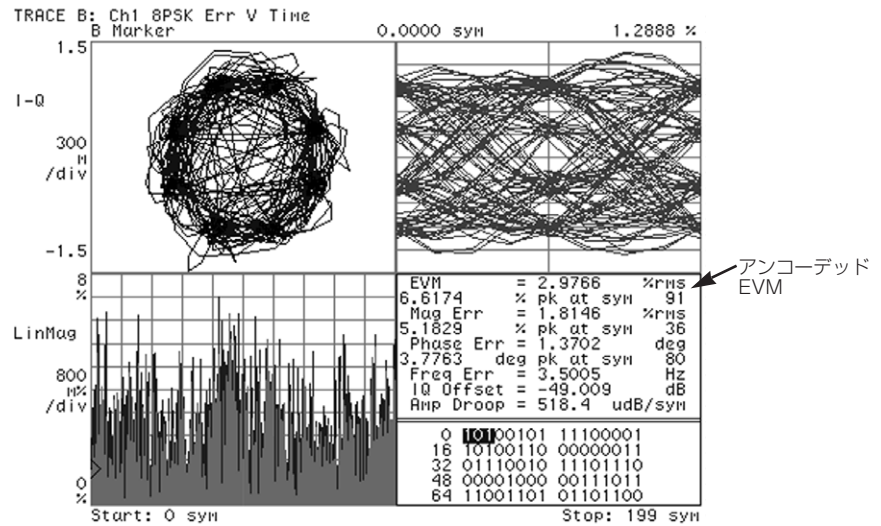 TRACE B: Ch1 8PSK Err V Time
B Marker 0.0000 sym 1.2888 %
1.5
I-Q
300
M
/div
-1.5
8
%
LinMag
800
M%
/div
0
%
EVM = 2.9766 %rms
6.6174 % pk at sym 91
Mag Err = 1.8146 %rms
5.1829 % pk at sym 36
Phase Err = 1.3702 deg
3.7763 deg pk at sym 80
Freq Err = 3.5005 Hz
IQ Offset = -49.009 dB
Amp Droop = 518.4 udB/sym
0 10100101 11100001
16 10100110 00000011
32 01110010 11101110
48 00001000 00111011
64 11001101 01101100
Start: 0 sym Stop: 199 sym
アンコーデッド
EVM